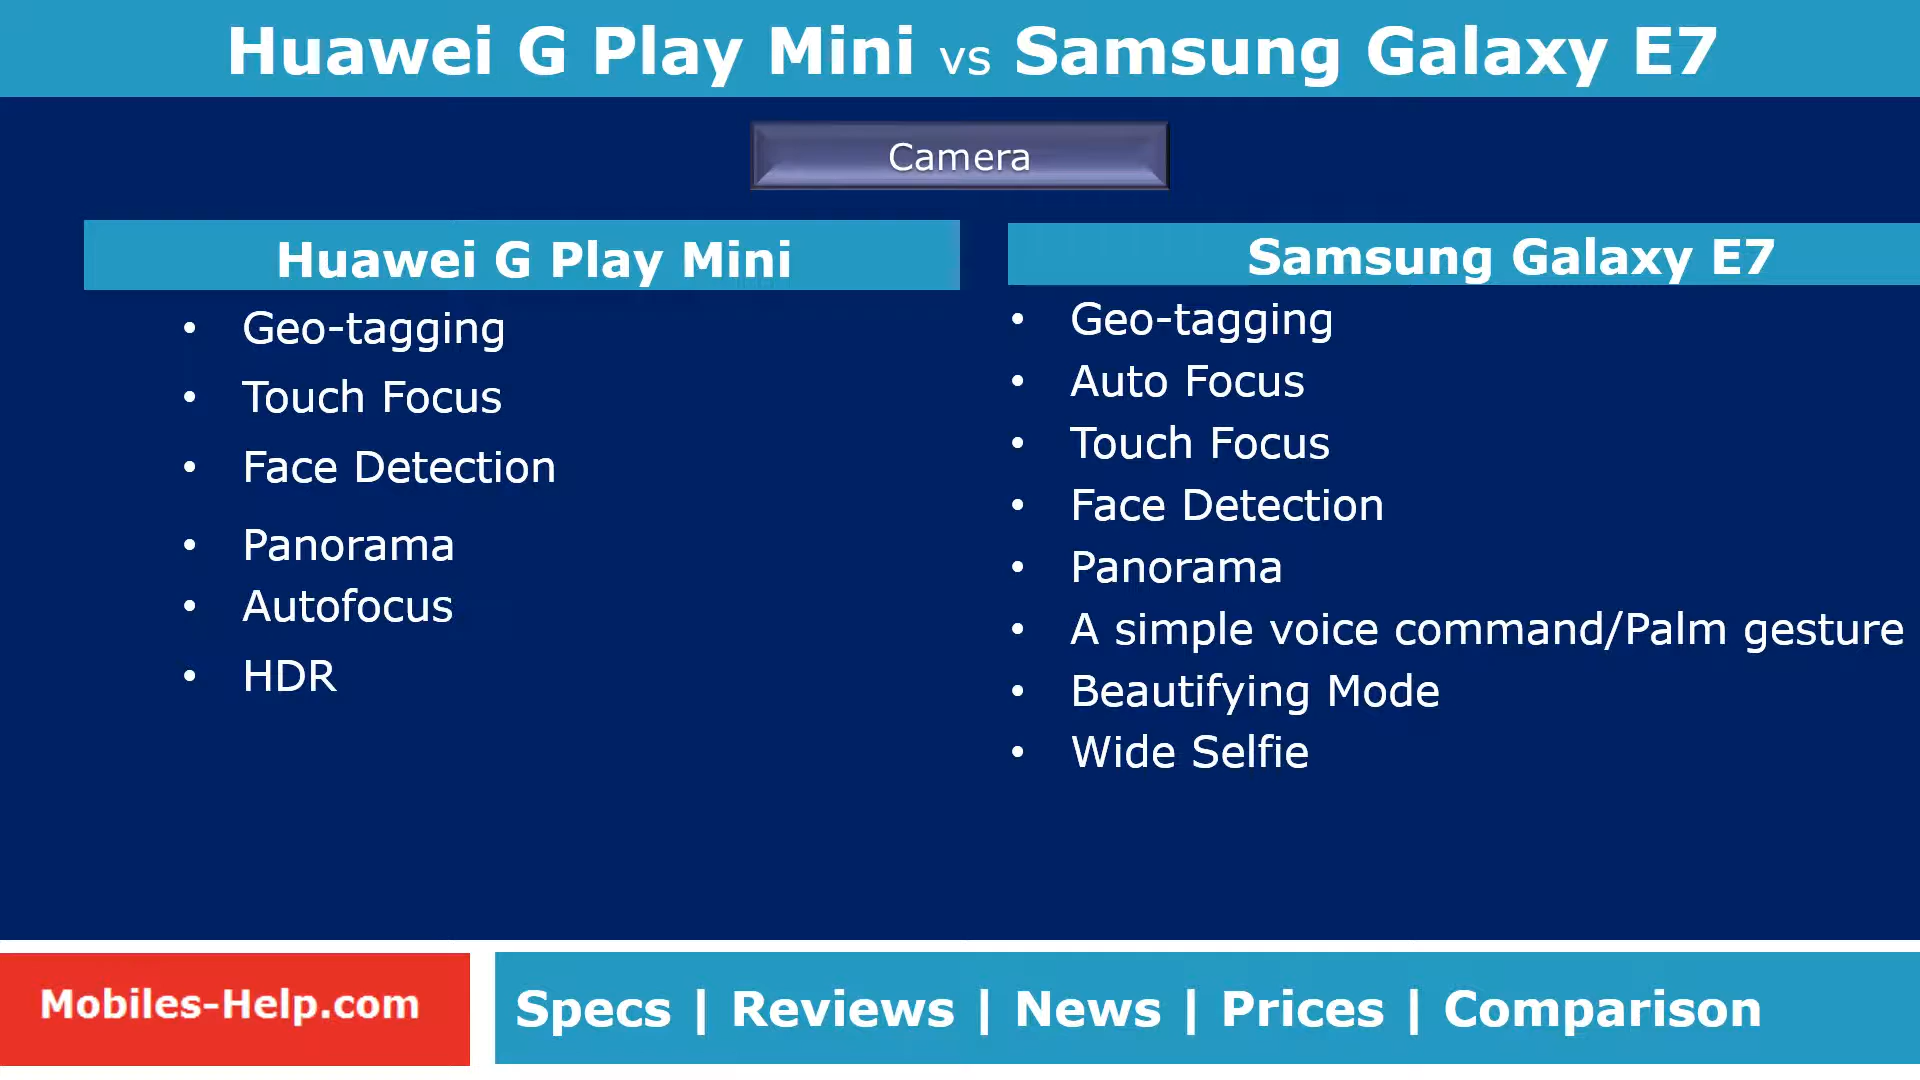 Huawei G Play Mini vs Samsung Galaxy E7
Camera
Huawei G Play Mini
• Geo-tagging
• Touch Focus
• Face Detection
• Panorama
• Autofocus
• HDR
Samsung Galaxy E7
• Geo-tagging
• Auto Focus
• Touch Focus
• Face Detection
• Panorama
• A simple voice command/Palm gesture
• Beautifying Mode
• Wide Selfie
Mobiles-Help.com
Specs | Reviews | News | Prices | Comparison